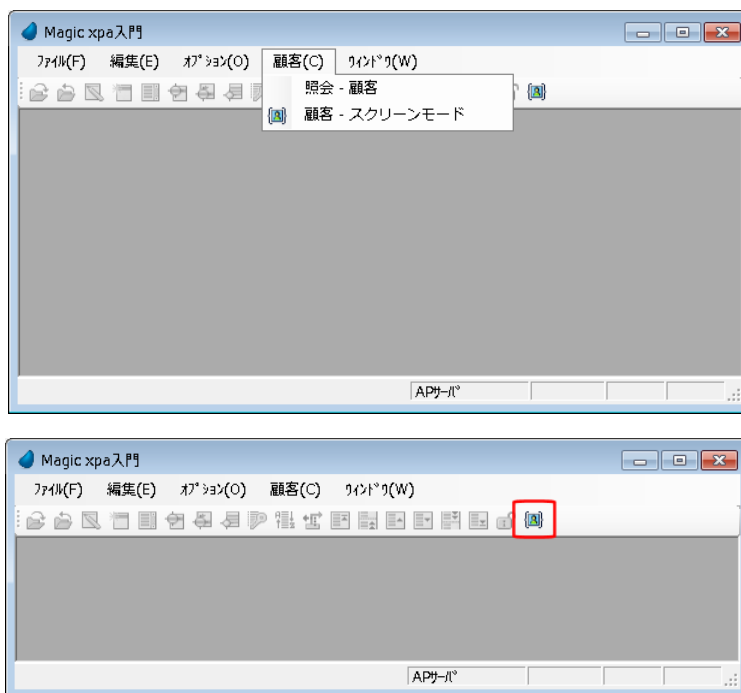 Magic xpa入門
ﾌｧｲﾙ(F) 編集(E) ｵﾌﾟｼｮﾝ(O) 顧客(C) ｳｨﾝﾄﾞｳ(W)
照会 - 顧客
顧客 - スクリーンモード
APｻｰﾊﾞ
Magic xpa入門
ﾌｧｲﾙ(F) 編集(E) ｵﾌﾟｼｮﾝ(O) 顧客(C) ｳｨﾝﾄﾞｳ(W)
APｻｰﾊﾞ